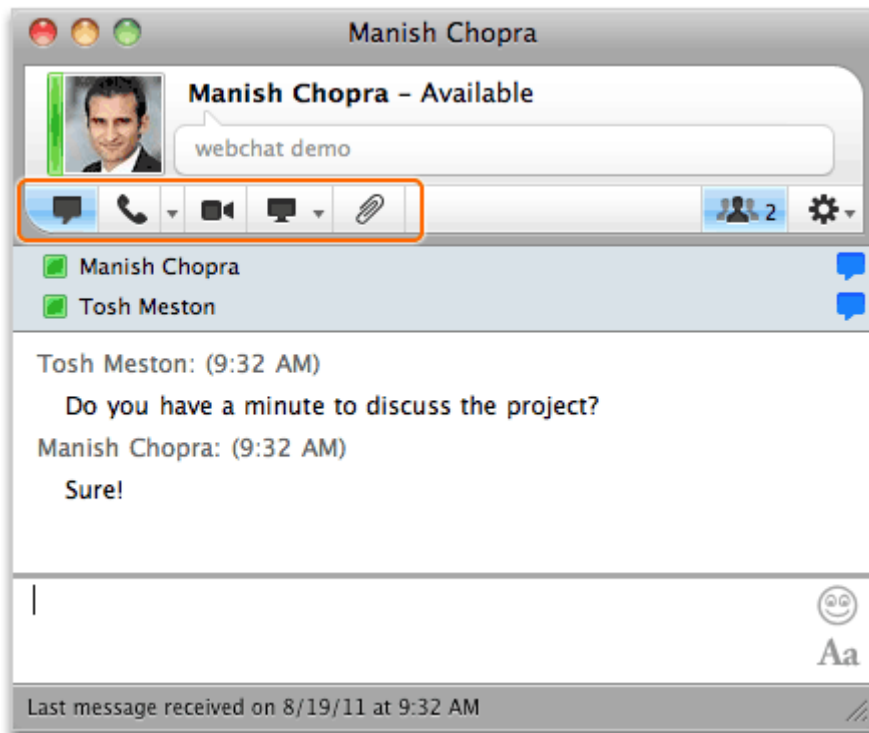 Manish Chopra
Manish Chopra – Available
webchat demo
2
Manish Chopra
Tosh Meston
Tosh Meston: (9:32 AM)
Do you have a minute to discuss the project?
Manish Chopra: (9:32 AM)
Sure!
Aa
Last message received on 8/19/11 at 9:32 AM